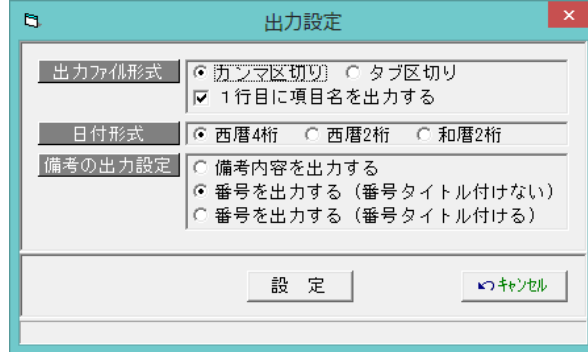 出力設定
出力ファイル形式 カンマ区切り タブ区切り
1行目に項目名を出力する
日付形式 西暦4桁 西暦2桁 和暦2桁
備考の出力設定 備考内容を出力する
番号を出力する（番号タイトル付けない）
番号を出力する（番号タイトル付ける）
設 定 キャンセル